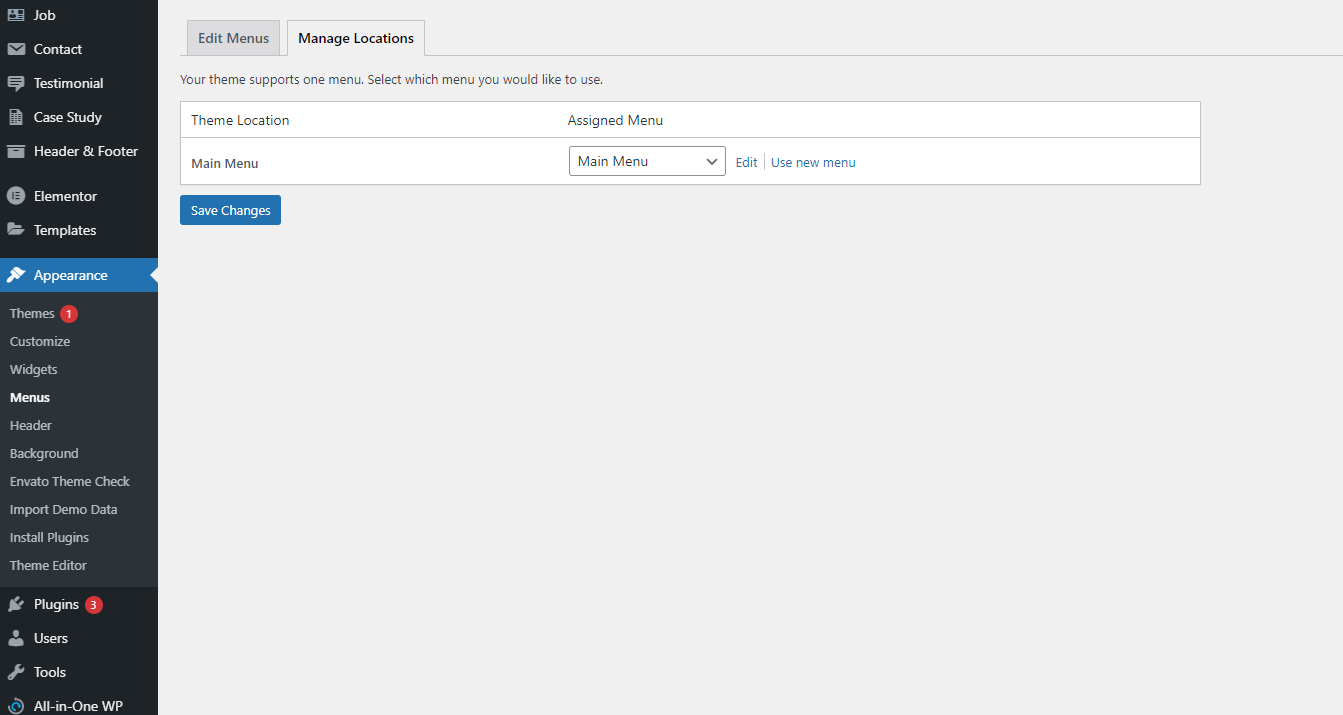 Job
Contact
Testimonial
Case Study
Header & Footer
Elementor
Templates
Appearance
Themes 1
Customize
Widgets
Menus
Header
Background
Envato Theme Check
Import Demo Data
Install Plugins
Theme Editor
Plugins 3
Users
Tools
All-in-One WP
Edit Menus Manage Locations
Your theme supports one menu. Select which menu you would like to use.
Theme Location Assigned Menu
Main Menu Main Menu Edit Use new menu
Save Changes